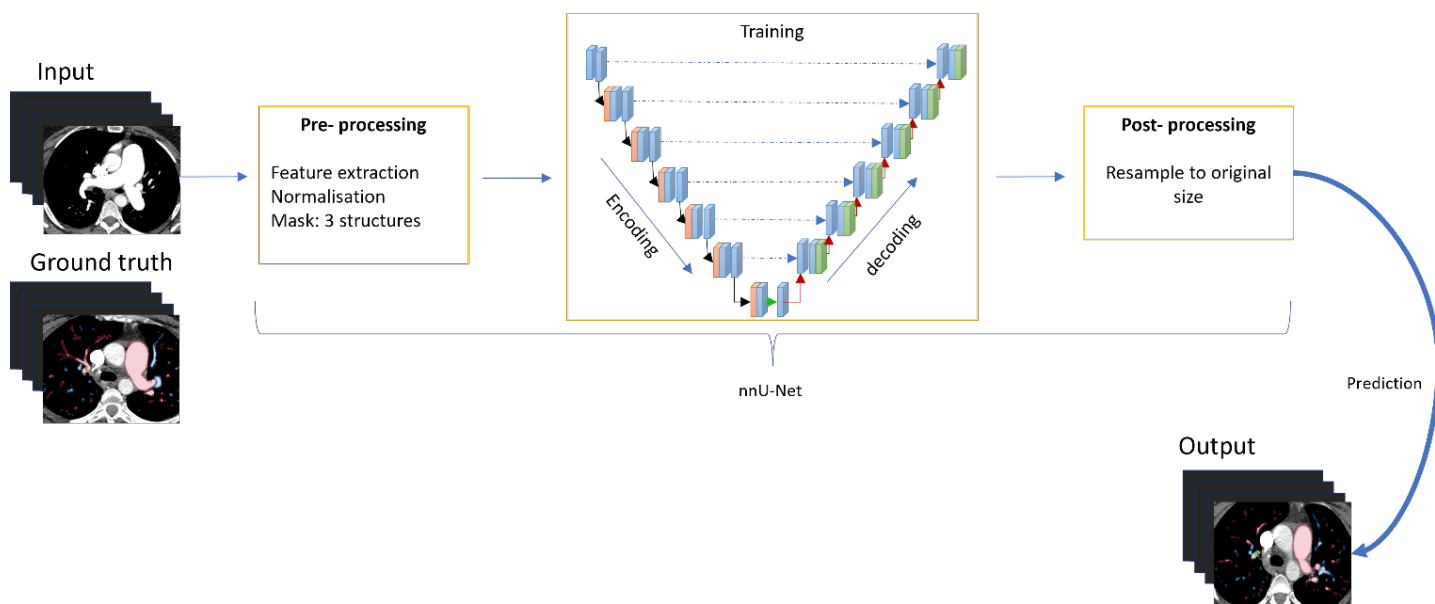 Input
Ground truth
Pre- processing
Feature extraction
Normalisation
Mask: 3 structures
Training
Encoding
decoding
Post- processing
Resample to original
size
nnU-Net
Prediction
Output